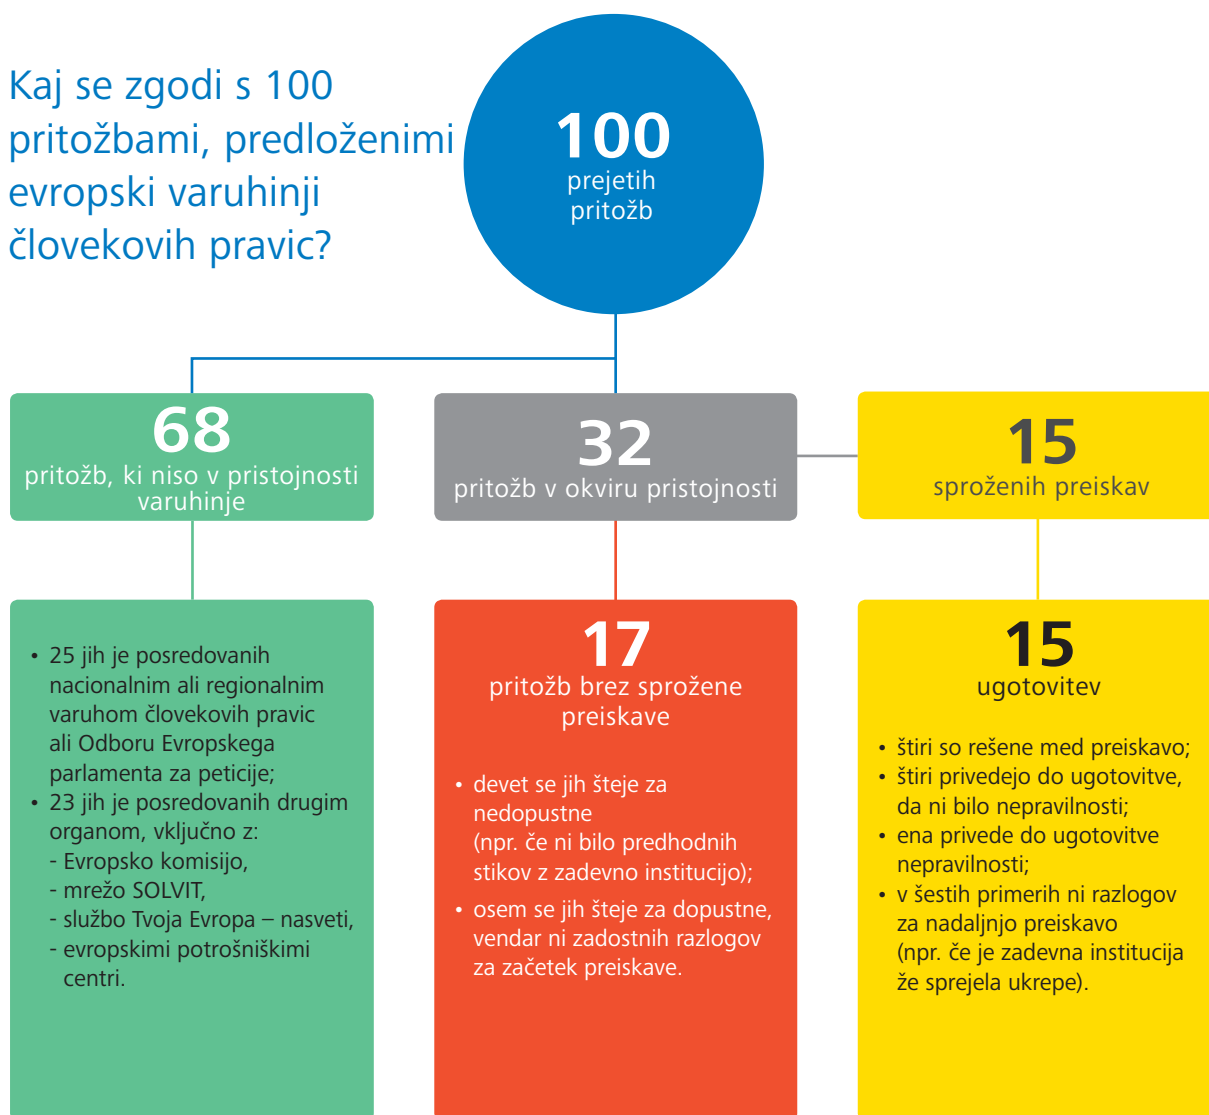 Kaj se zgodi s 100
pritožbami, predloženimi
evropski varuhinji
človekovih pravic?
100
prejetih
pritožb
68
pritožb, ki niso v pristojnosti
varuhinje
32
pritožb v okviru pristojnosti
15
sproženih preiskav
• 25 jih je posredovanih
nacionalnim ali regionalnim
varuhom človekovih pravic
ali Odboru Evropskega
parlamenta za peticije;
• 23 jih je posredovanih drugim
organom, vključno z:
- Evropsko komisijo,
- mrežo SOLVIT,
- službo Tvoja Evropa – nasveti,
- evropskimi potrošniškimi
centri.
17
pritožb brez sprožene
preiskave
• devet se jih šteje za
nedopustne
(npr. če ni bilo predhodnih
stikov z zadevno institucijo);
• osem se jih šteje za dopustne,
vendar ni zadostnih razlogov
za začetek preiskave.
15
ugotovitev
• štiri so rešene med preiskavo;
• štiri privedejo do ugotovitve,
da ni bilo nepravilnosti;
• ena privede do ugotovitve
nepravilnosti;
• v šestih primerih ni razlogov
za nadaljnjo preiskavo
(npr. če je zadevna institucija
že sprejela ukrepe).